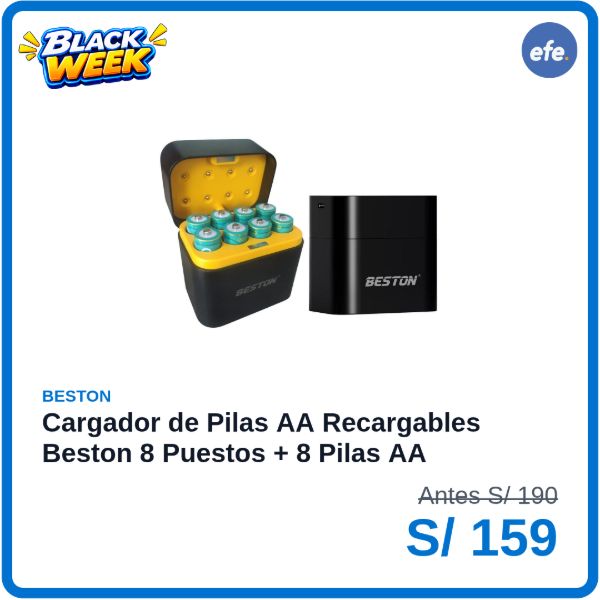 BLACK
WEEK
efe.
BESTON
BESTON
BESTON
Cargador de Pilas AA Recargables
Beston 8 Puestos + 8 Pilas AA
Antes S/ 190
S/ 159